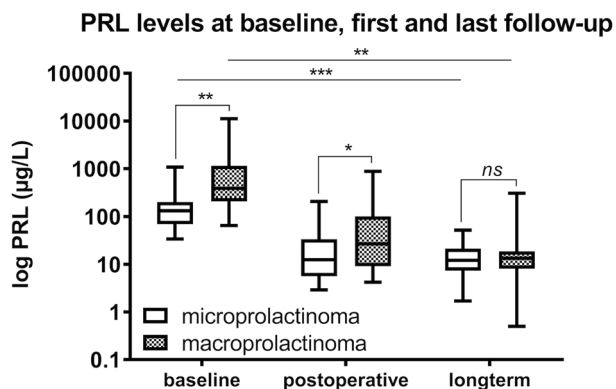 PRL levels at baseline, first and last follow-up
**
***
100000
**
10000
1000
*
ns
100
10
1
0.1
log PRL (µg/L)
microprolactinoma
macroprolactinoma
baseline postoperative longterm